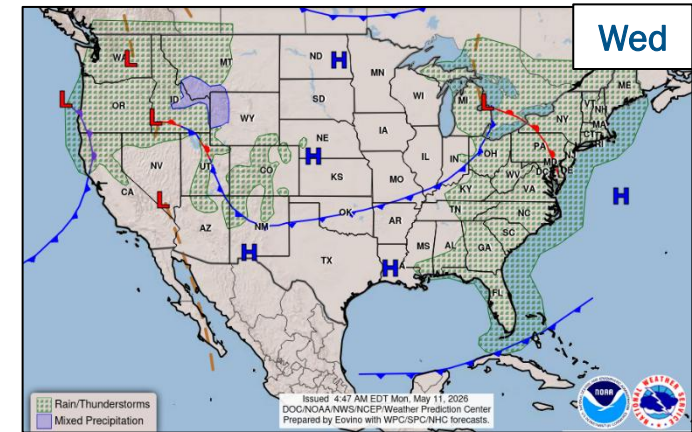 Wed
WA
MT
ND
H
MN
ME
L
L
OR
ID
L
WY
SD
WI
MI
L
NY
VT
NH
MA
CT
RI
NE
H
IA
IL
IN
OH
PA
NJ
MD
DE
DC
NV
UT
CO
KS
MO
KY
WV
VA
H
CA
L
AZ
NM
OK
AR
TN
NC
SC
H
TX
H
MS
AL
GA
FL
Rain/Thunderstorms
Mixed Precipitation
Issued 4:47 AM EDT Mon, May 11, 2026
DOC/NOAA/NWS/NCEP/Weather Prediction Center
Prepared by Eovino with WPC/SPC/NHC forecasts.
NOAA
NATIONAL WEATHER SERVICE